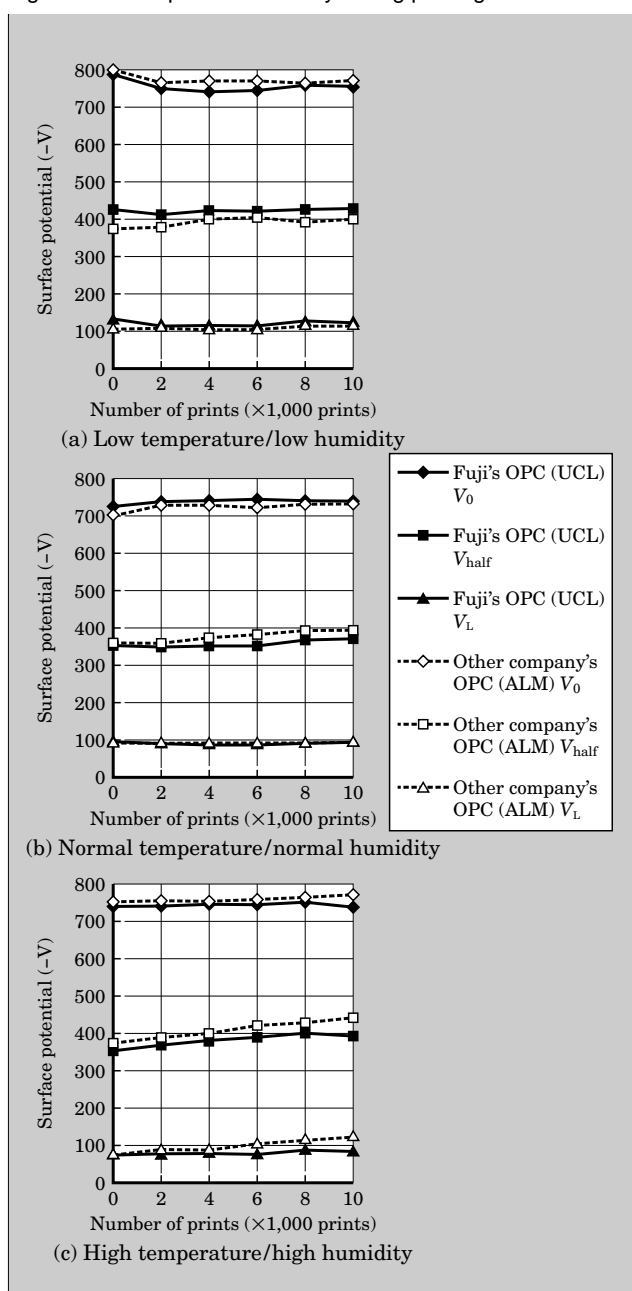 800
700
600
500
400
300
200
100
0
Surface potential (−V)
0 2 4 6 8 10
Number of prints (×1,000 prints)
(a) Low temperature/low humidity
800
700
600
500
400
300
200
100
0
Surface potential (−V)
0 2 4 6 8 10
Number of prints (×1,000 prints)
(b) Normal temperature/normal humidity
Fuji's OPC (UCL)
V0
Fuji's OPC (UCL)
Vhalf
Fuji's OPC (UCL)
VL
Other company's
OPC (ALM) V0
Other company's
OPC (ALM) Vhalf
Other company's
OPC (ALM) VL
800
700
600
500
400
300
200
100
0
Surface potential (−V)
0 2 4 6 8 10
Number of prints (×1,000 prints)
(c) High temperature/high humidity